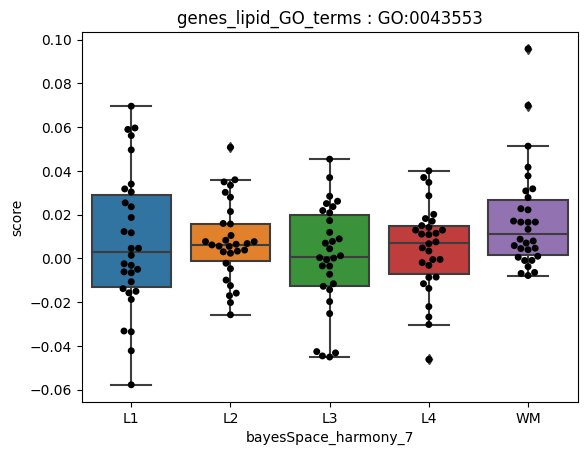 genes_lipid_GO_terms : GO:0043553
0.10
0.08
0.06
0.04
0.02
0.00
−0.02
−0.04
−0.06
score
L1 L2 L3 L4 WM
bayesSpace_harmony_7